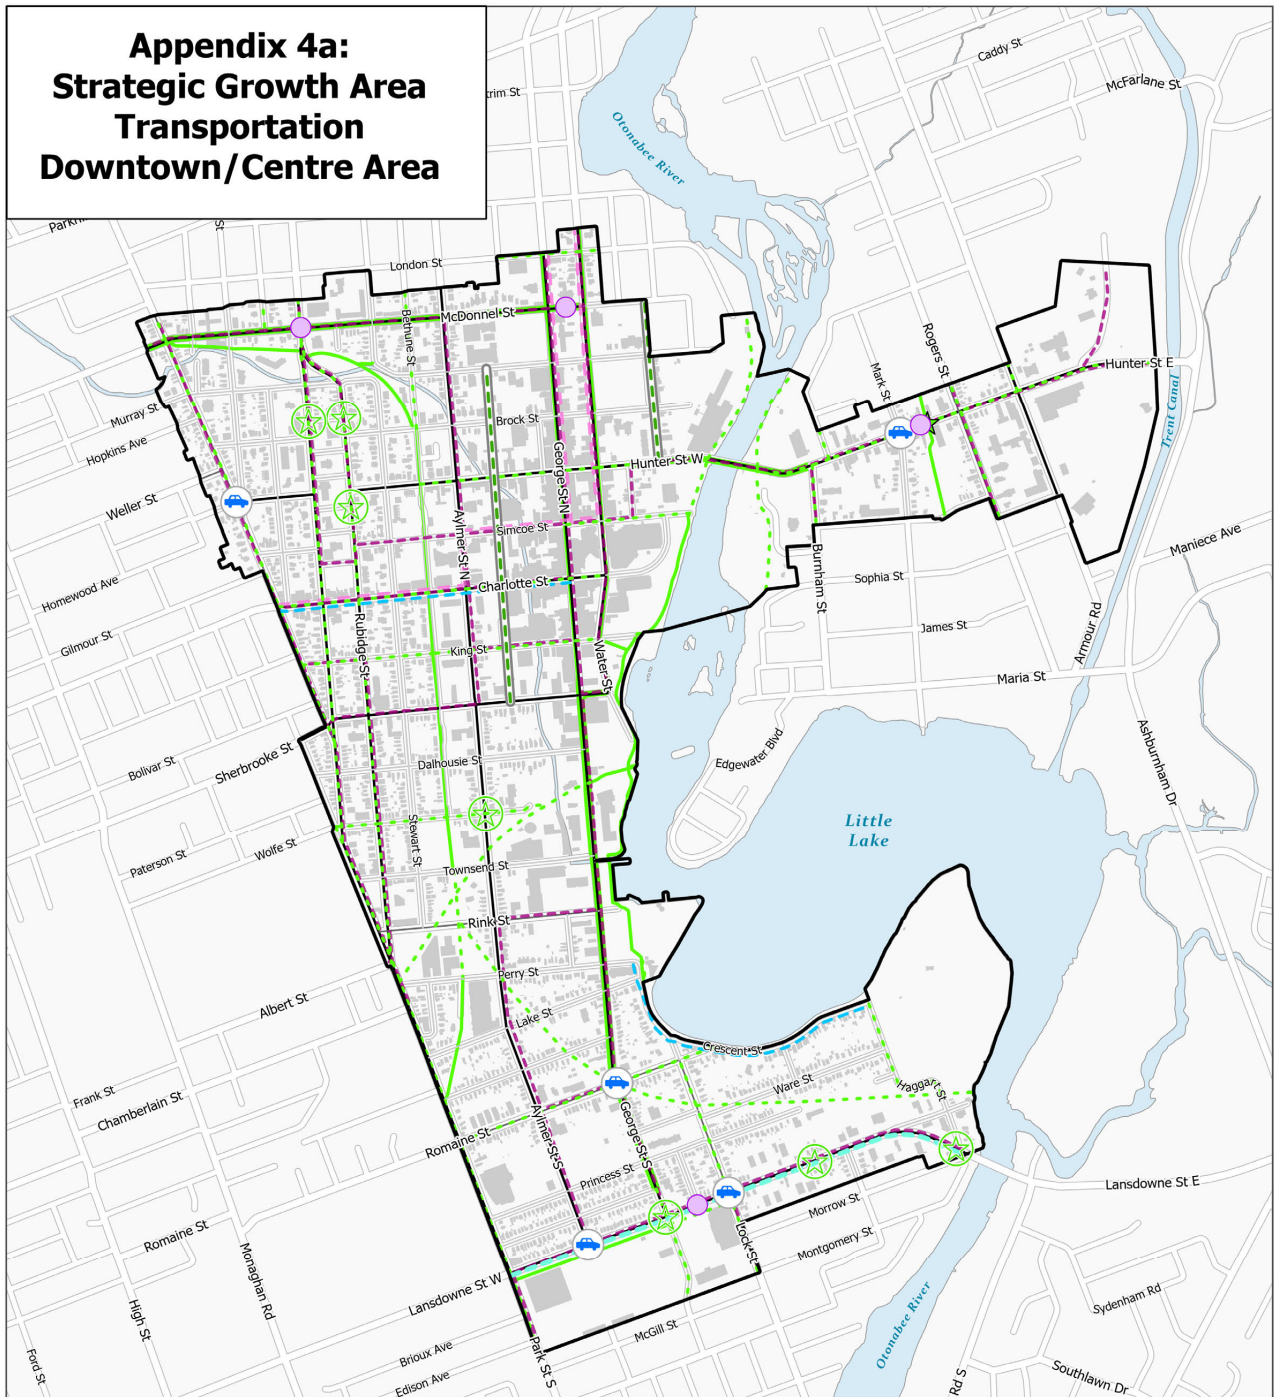 Appendix 4a:
Strategic Growth Area
Transportation
Downtown/Centre Area
Caddy St
McFarlane St
Otonabee River
London St
McDonnel St
Bethune St
Rogers St
Mark St
Hunter St E
Trent Canal
Murray St
Brock St
Hopkins Ave
George St N
Hunter St W
Weller St
Aylmer St N
Simcoe St
Maniece Ave
Homewood Ave
Charlotte St
Burnham St
Sophia St
Gilmour St
Rubidge St
James St
Armour Rd
King St
Water St
Maria St
Sherbrooke St
Bolivar St
Dalhousie St
Edgewater Blvd
Ashburnham Dr
Little
Lake
Stewart St
Wolfe St
Paterson St
Townsend St
Rink St
Perry St
Albert St
Lake St
Crescent St
Ware St
Haggart St
Frank St
Chamberlain St
George St S
Aylmer St S
Romaine St
Princess St
Lansdowne St E
Morrow St
Romaine St
Lock St
Montgomery St
Monaghan Rd
Lansdowne St W
High St
Otonabee River
Sydenham Rd
McGill St
Park St S
Brioux Ave
Ford St
Edison Ave
Southlawn Dr
Rd S